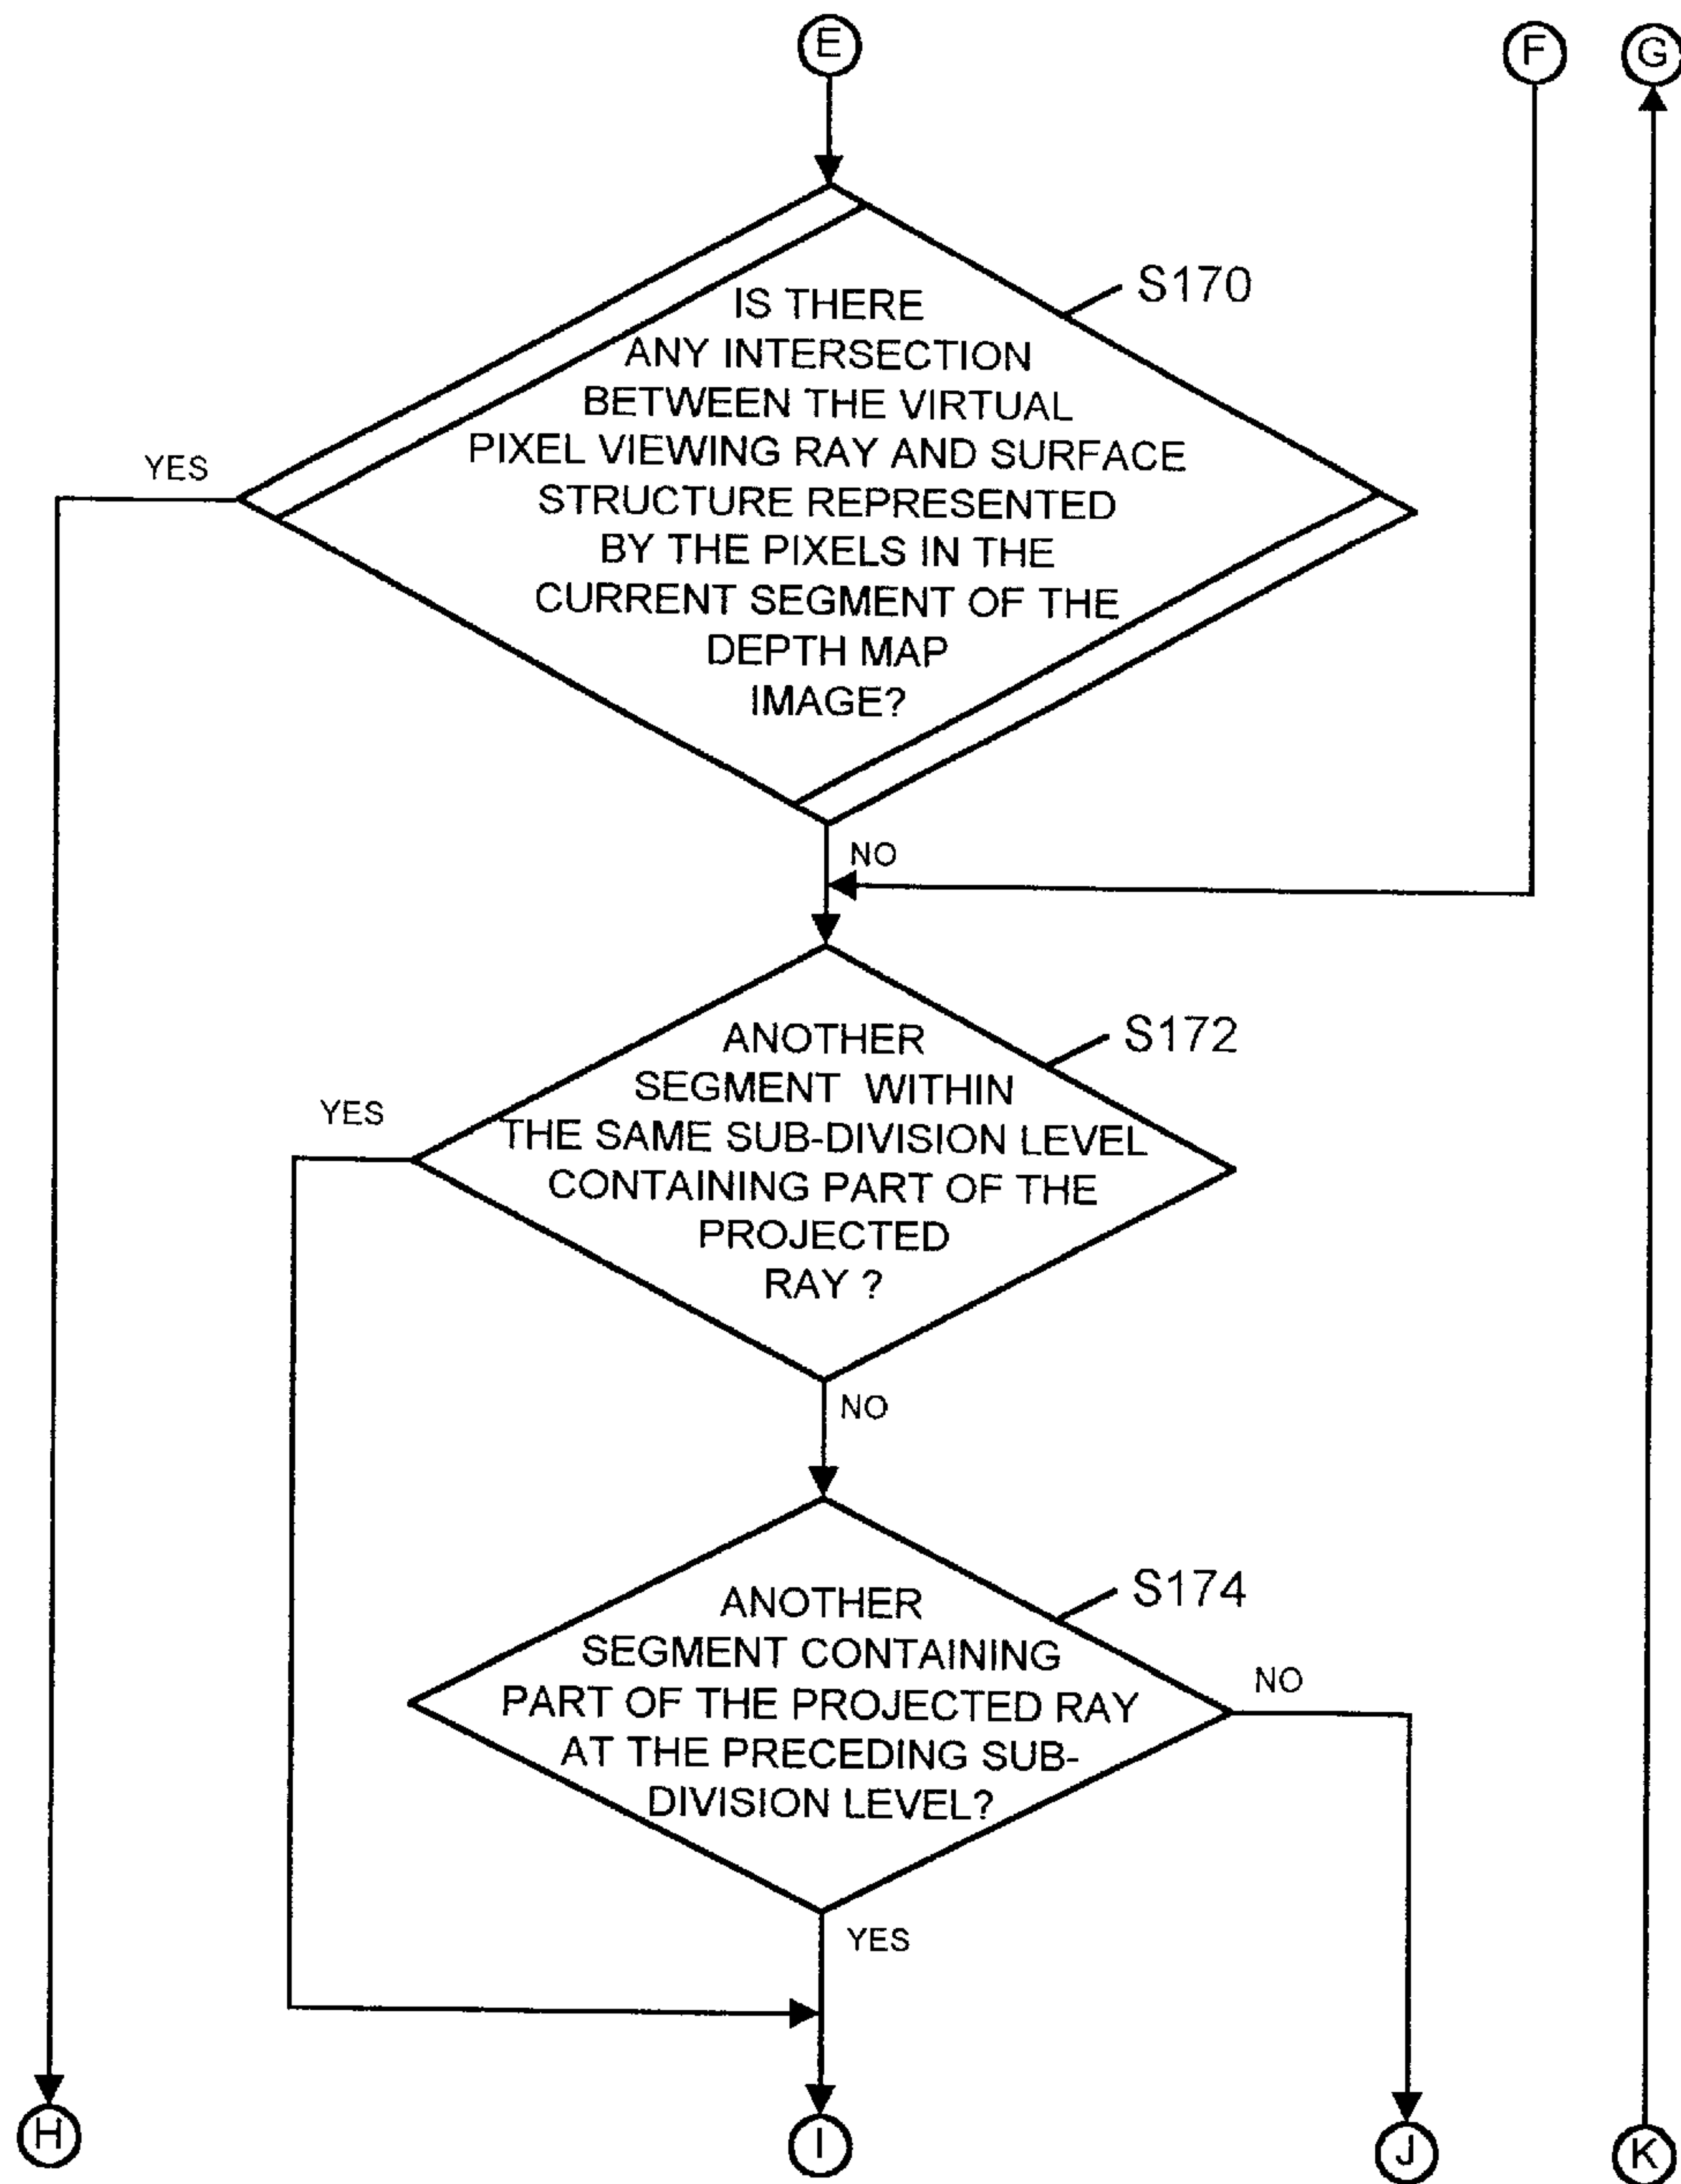 E
F
G
S170
IS THERE
ANY INTERSECTION
BETWEEN THE VIRTUAL
PIXEL VIEWING RAY AND SURFACE
STRUCTURE REPRESENTED
BY THE PIXELS IN THE
CURRENT SEGMENT OF THE
DEPTH MAP
IMAGE?
YES
NO
S172
ANOTHER
SEGMENT WITHIN
THE SAME SUB-DIVISION LEVEL
CONTAINING PART OF THE
PROJECTED
RAY ?
YES
NO
S174
ANOTHER
SEGMENT CONTAINING
PART OF THE PROJECTED RAY
AT THE PRECEDING SUB-
DIVISION LEVEL?
NO
YES
H
I
J
K